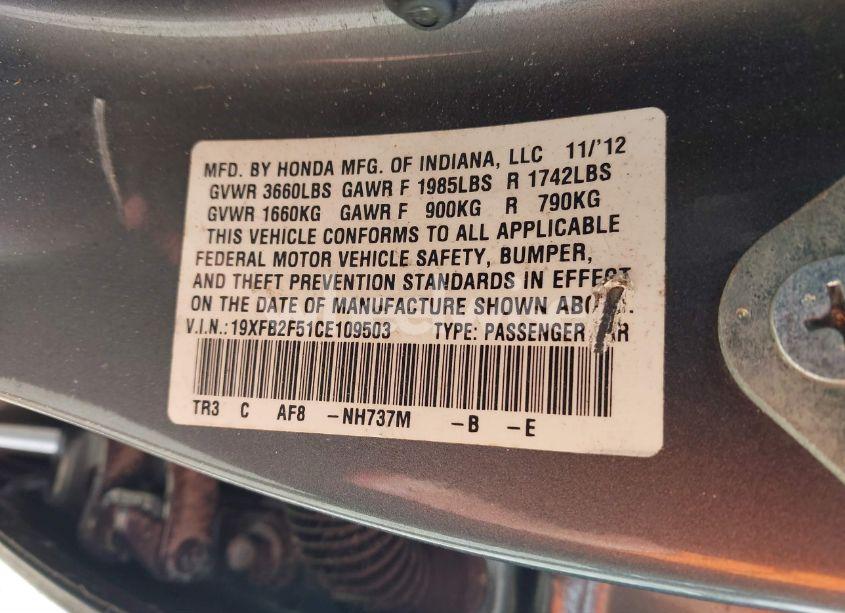 MFD. BY HONDA MFG. OF INDIANA, LLC 11/'12
GVWR 3660LBS GAWR F 1985LBS R 1742LBS
GVWR 1660KG GAWR F 900KG R 790KG
THIS VEHICLE CONFORMS TO ALL APPLICABLE
FEDERAL MOTOR VEHICLE SAFETY, BUMPER,
AND THEFT PREVENTION STANDARDS IN EFFECT
ON THE DATE OF MANUFACTURE SHOWN
V.I.N.:19XFB2F51CE109503 TYPE: PASSENGER
TR3 C AF8 -NH737M -B -E